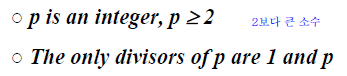 ○ p is an integer, p ≥ 2 2보다 큰 소수
○ The only divisors of p are 1 and p